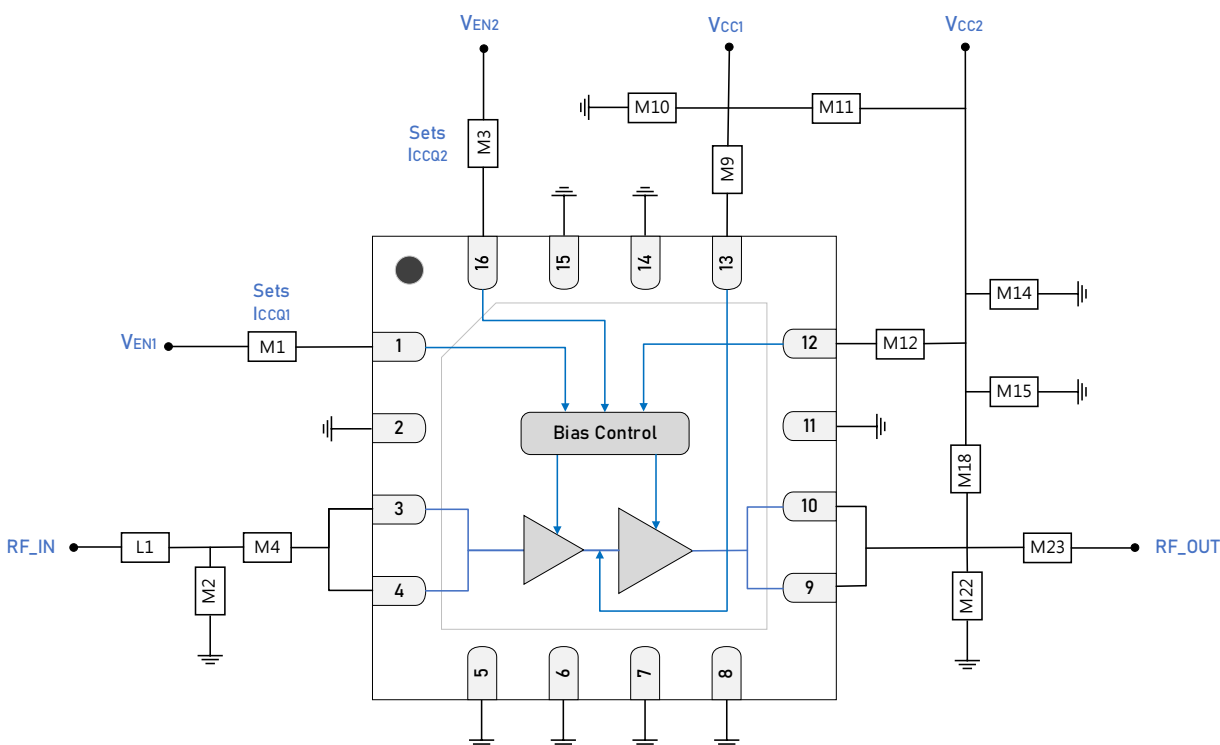 VEN2
VCC1
VCC2
M10
M11
Sets
ICCQ2
M3
M9
16
15
14
13
Sets
ICCQ1
M14
VEN1
M1
1
12
M12
M15
2
Bias Control
11
M18
3
10
RF_IN
L1
M4
M23
RF_OUT
M2
4
9
M22
5
6
7
8